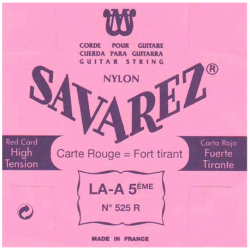 CORDE POUR GUITARE
CUERDA PARA GUITARRA
GUITAR STRING
NYLON
SAVAREZ®
Red Card
High
Tension
Carte Rouge = Fort tirant
Carta Roja
Fuerte
Tirante
LA-A 5ÉME
N° 525 R
MADE IN FRANCE